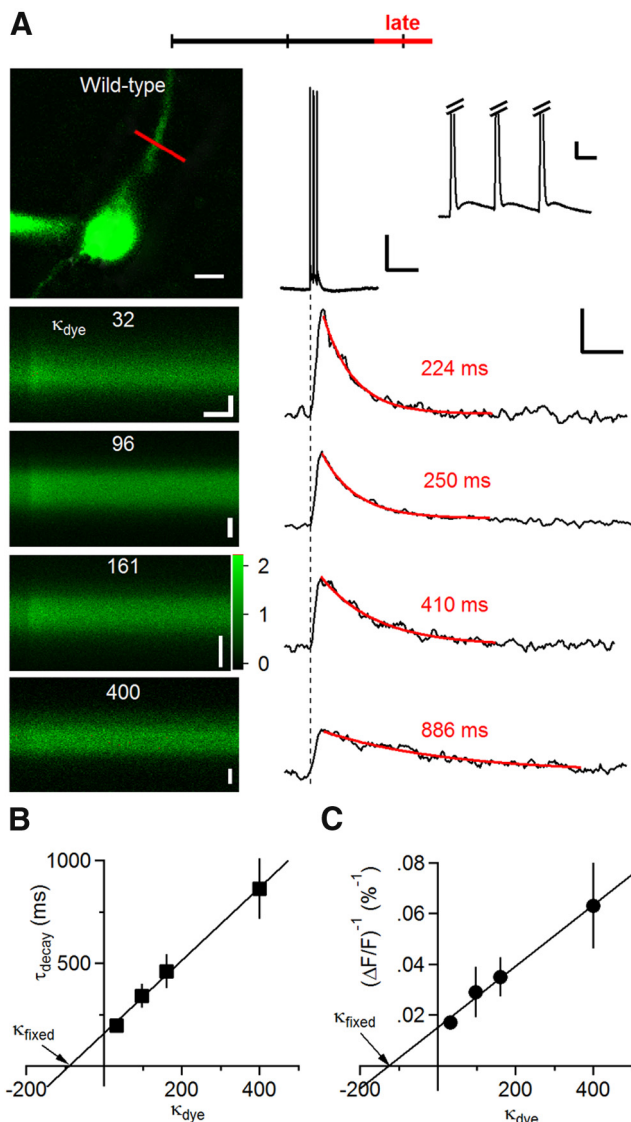 A
late
Wild-type
κdye 32
224 ms
96
250 ms
161
2
1
0
410 ms
400
886 ms
B
C
1000
500
τdecay (ms)
κfixed
-200
200
400
κdye
.08
.06
.04
.02
(ΔF/F)⁻¹ (%⁻¹)
κfixed
-200
200
400
κdye